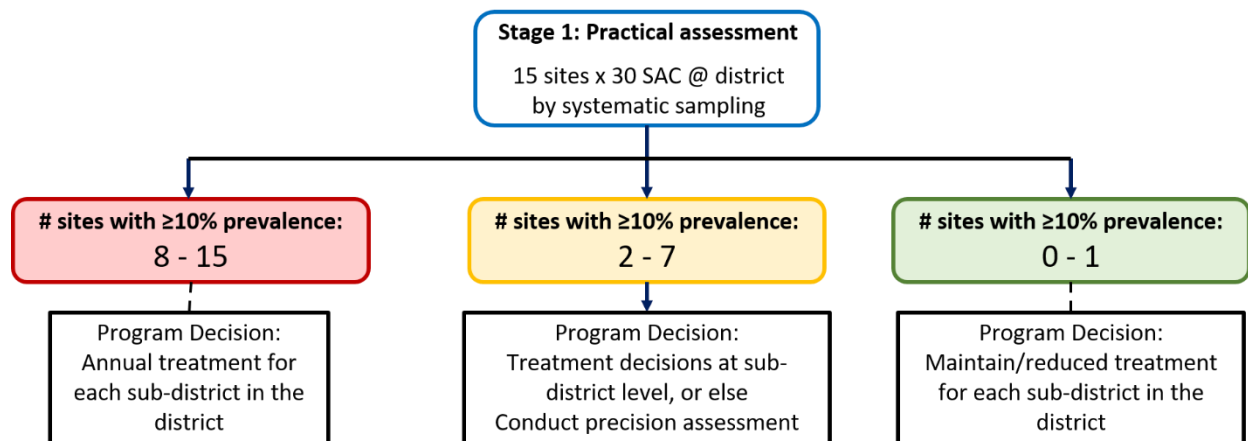 Stage 1: Practical assessment
15 sites x 30 SAC @ district
by systematic sampling
# sites with ≥10% prevalence:
8 - 15
# sites with ≥10% prevalence:
2 - 7
# sites with ≥10% prevalence:
0 - 1
Program Decision:
Annual treatment for
each sub-district in the
district
Program Decision:
Treatment decisions at sub-
district level, or else
Conduct precision assessment
Program Decision:
Maintain/reduced treatment
for each sub-district in the
district